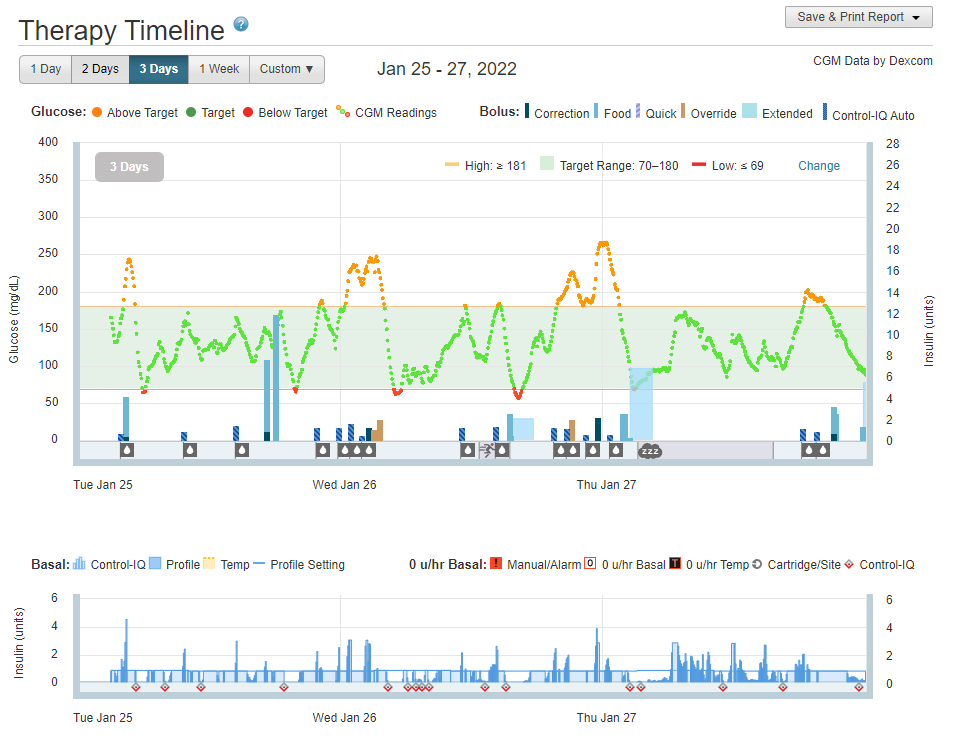 Therapy Timeline ?
Save & Print Report ▼
1 Day 2 Days 3 Days 1 Week Custom ▼
Jan 25 - 27, 2022
CGM Data by Dexcom
Glucose: Above Target Target Below Target CGM Readings
Bolus: Correction Food Quick Override Extended Control-IQ Auto
3 Days
High: ≥ 181 Target Range: 70–180 Low: ≤ 69 Change
Glucose (mg/dL)
400
350
300
250
200
150
100
50
0
28
26
24
22
20
18
16
14
12
10
8
6
4
2
0
Insulin (units)
zzz
Tue Jan 25 Wed Jan 26 Thu Jan 27
Basal: Control-IQ Profile Temp Profile Setting
0 u/hr Basal: ! Manual/Alarm 0 0 u/hr Basal T 0 u/hr Temp Cartridge/Site Control-IQ
Insulin (units)
6
4
2
0
6
4
2
0
Tue Jan 25 Wed Jan 26 Thu Jan 27